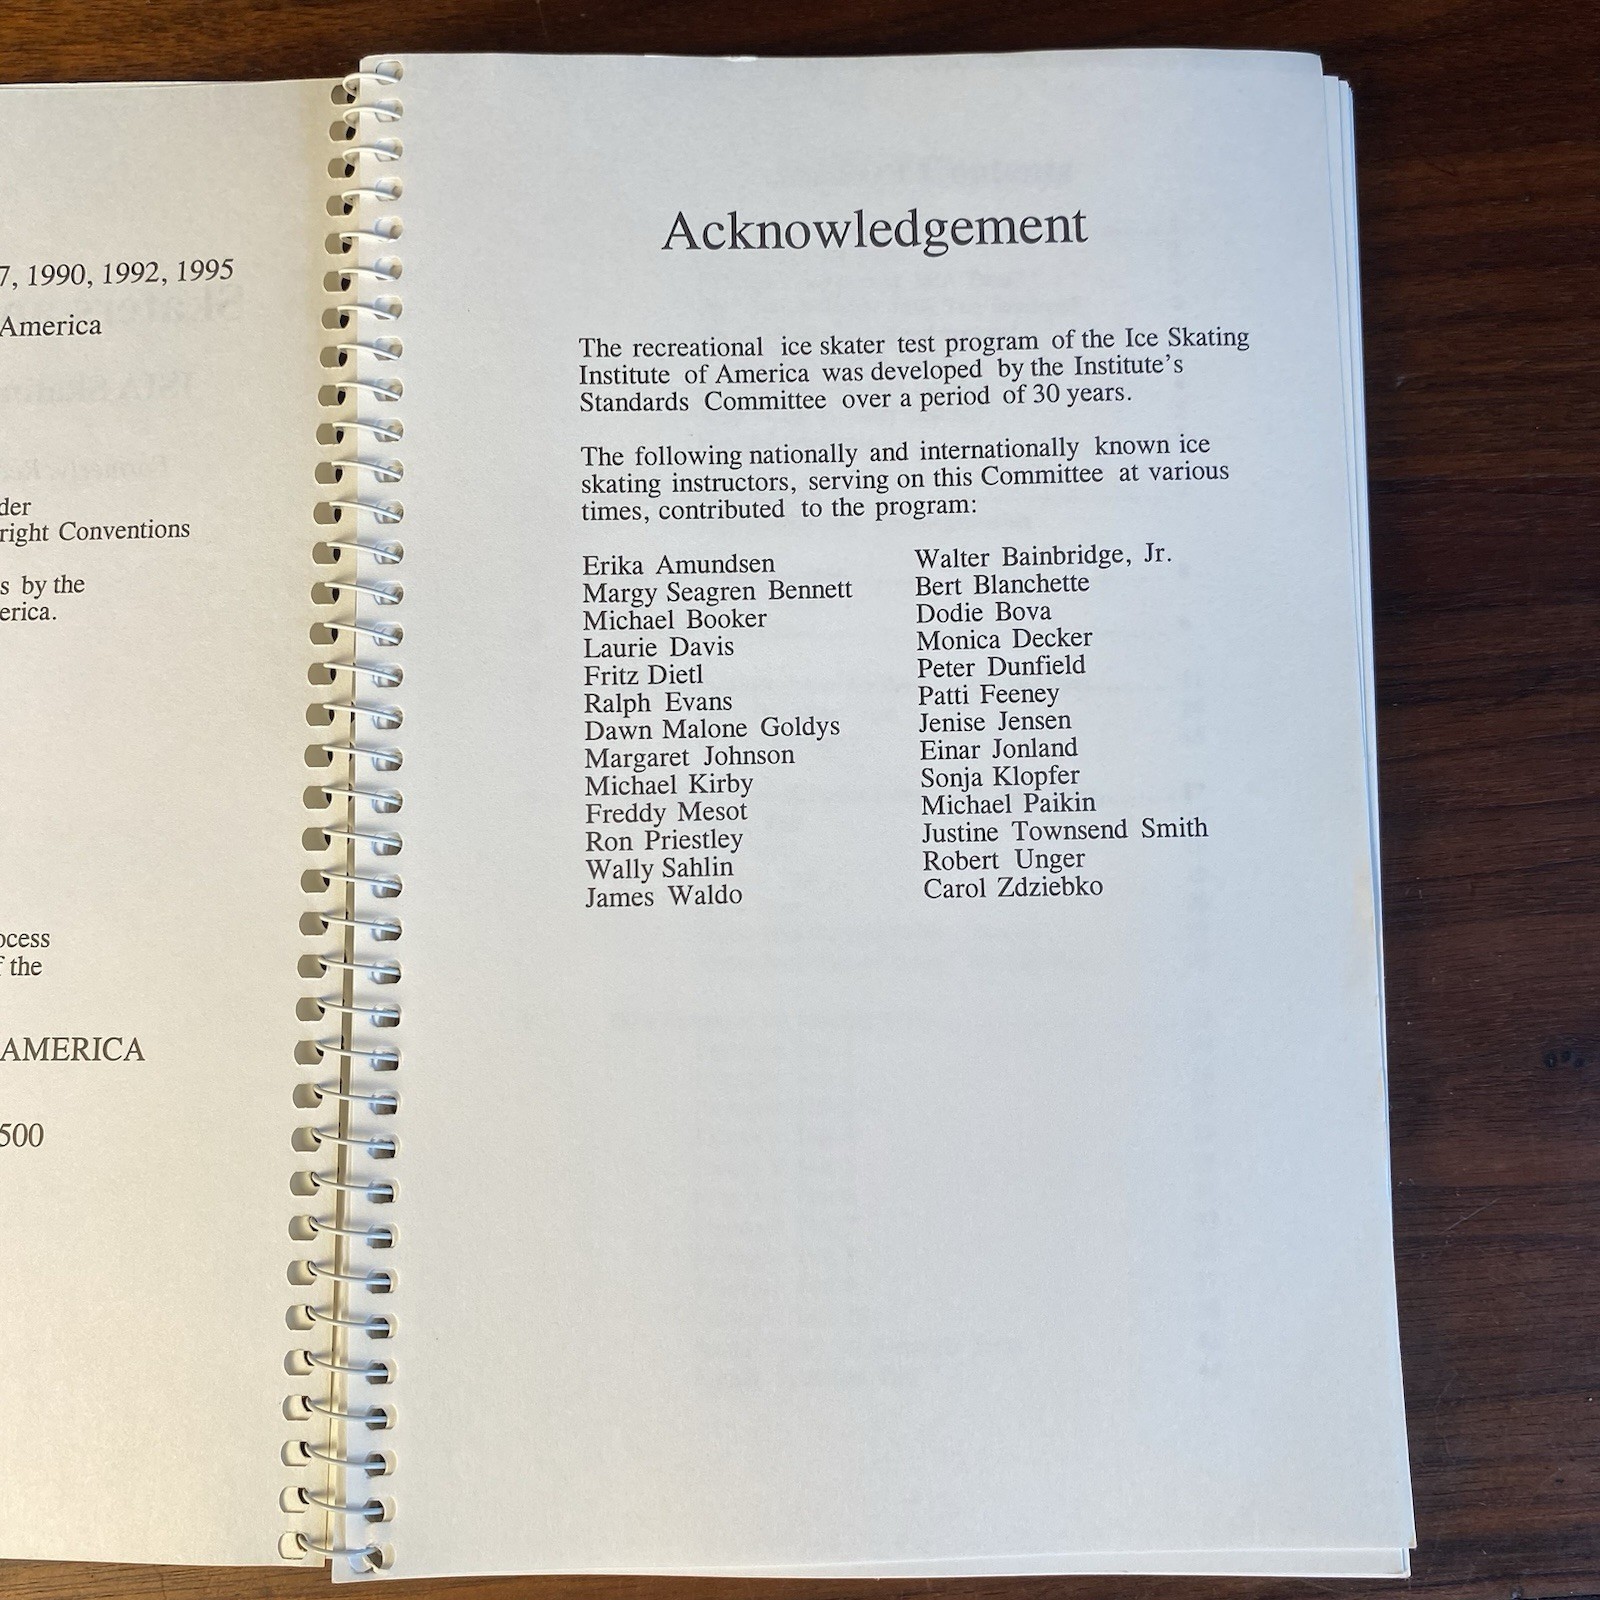 7, 1990, 1992, 1995
America
der
right Conventions
s by the
erica.
ocess
f the
AMERICA
500
Acknowledgement
The recreational ice skater test program of the Ice Skating
Institute of America was developed by the Institute's
Standards Committee over a period of 30 years.
The following nationally and internationally known ice
skating instructors, serving on this Committee at various
times, contributed to the program:
Erika Amundsen
Margy Seagren Bennett
Michael Booker
Laurie Davis
Fritz Dietl
Ralph Evans
Dawn Malone Goldys
Margaret Johnson
Michael Kirby
Freddy Mesot
Ron Priestley
Wally Sahlin
James Waldo
Walter Bainbridge, Jr.
Bert Blanchette
Dodie Bova
Monica Decker
Peter Dunfield
Patti Feeney
Jenise Jensen
Einar Jonland
Sonja Klopfer
Michael Paikin
Justine Townsend Smith
Robert Unger
Carol Zdziebko